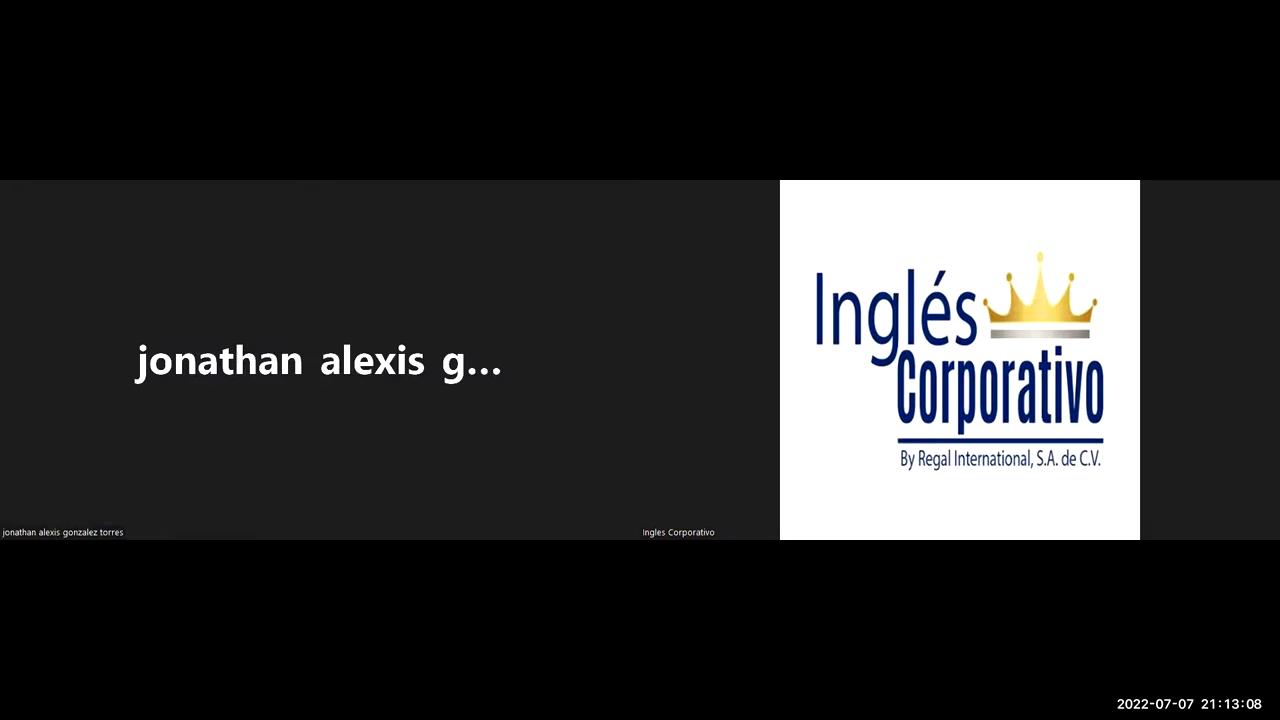 jonathan alexis g...
jonathan alexis gonzalez torres
Inglés
Corporativo
By Regal International, S.A. de C.V.
Ingles Corporativo
2022-07-07 21:13:08